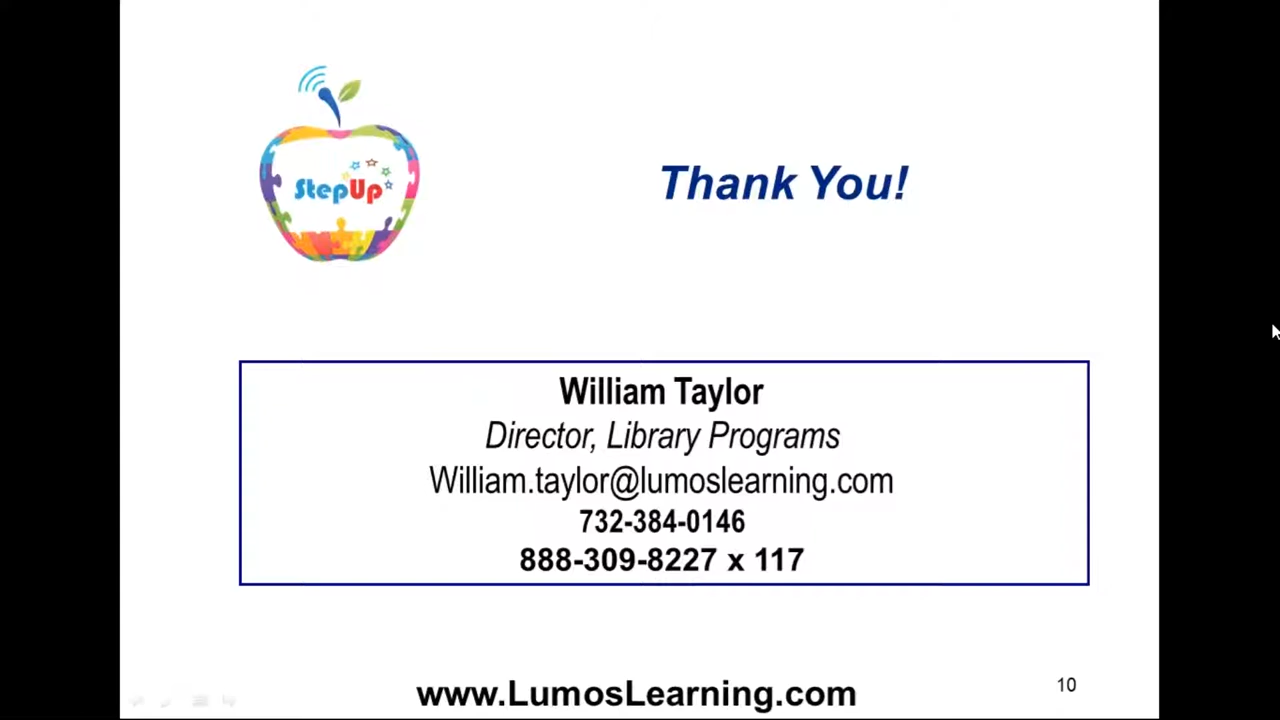 StepUp
Thank You!
William Taylor
Director, Library Programs
William.taylor@lumoslearning.com
732-384-0146
888-309-8227 x 117
www.LumosLearning.com
10